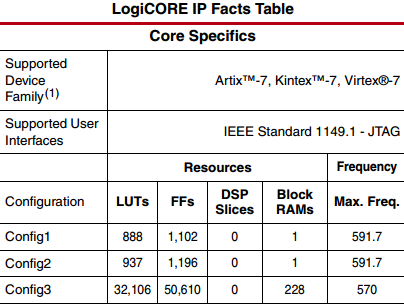 LogiCORE IP Facts Table
Core Specifics
Supported
Device
Family(1)
Artix™-7, Kintex™-7, Virtex®-7
Supported User
Interfaces
IEEE Standard 1149.1 - JTAG
Resources Frequency
Configuration LUTs FFs DSP Slices Block RAMs Max. Freq.
Config1 888 1,102 0 1 591.7
Config2 937 1,196 0 1 591.7
Config3 32,106 50,610 0 228 570